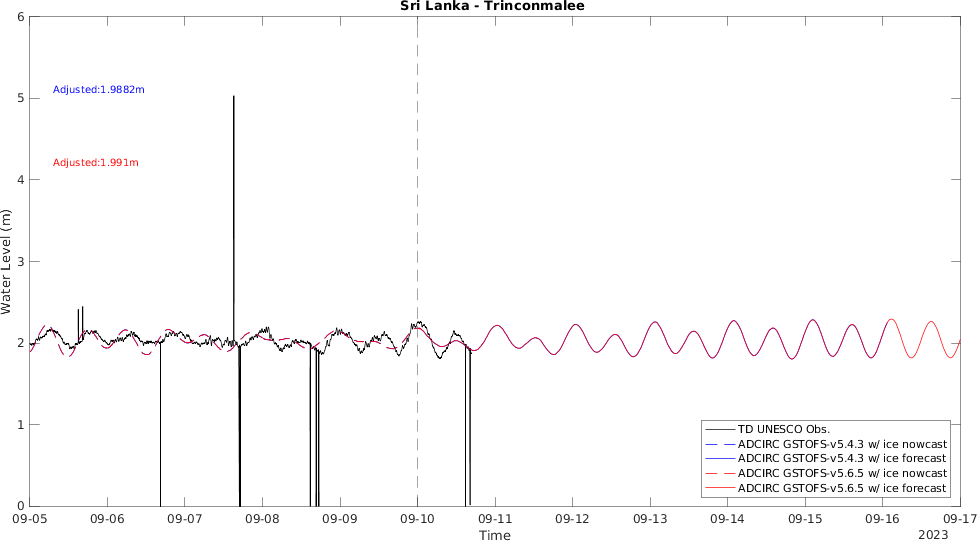 Sri Lanka - Trinconmalee
6
5
4
3
2
1
0
Water Level (m)
Adjusted:1.9882m
Adjusted:1.991m
TD UNESCO Obs.
ADCIRC GSTOFS-v5.4.3 w/ ice nowcast
ADCIRC GSTOFS-v5.4.3 w/ ice forecast
ADCIRC GSTOFS-v5.6.5 w/ ice nowcast
ADCIRC GSTOFS-v5.6.5 w/ ice forecast
09-05 09-06 09-07 09-08 09-09 09-10 09-11 09-12 09-13 09-14 09-15 09-16 09-17
Time
2023